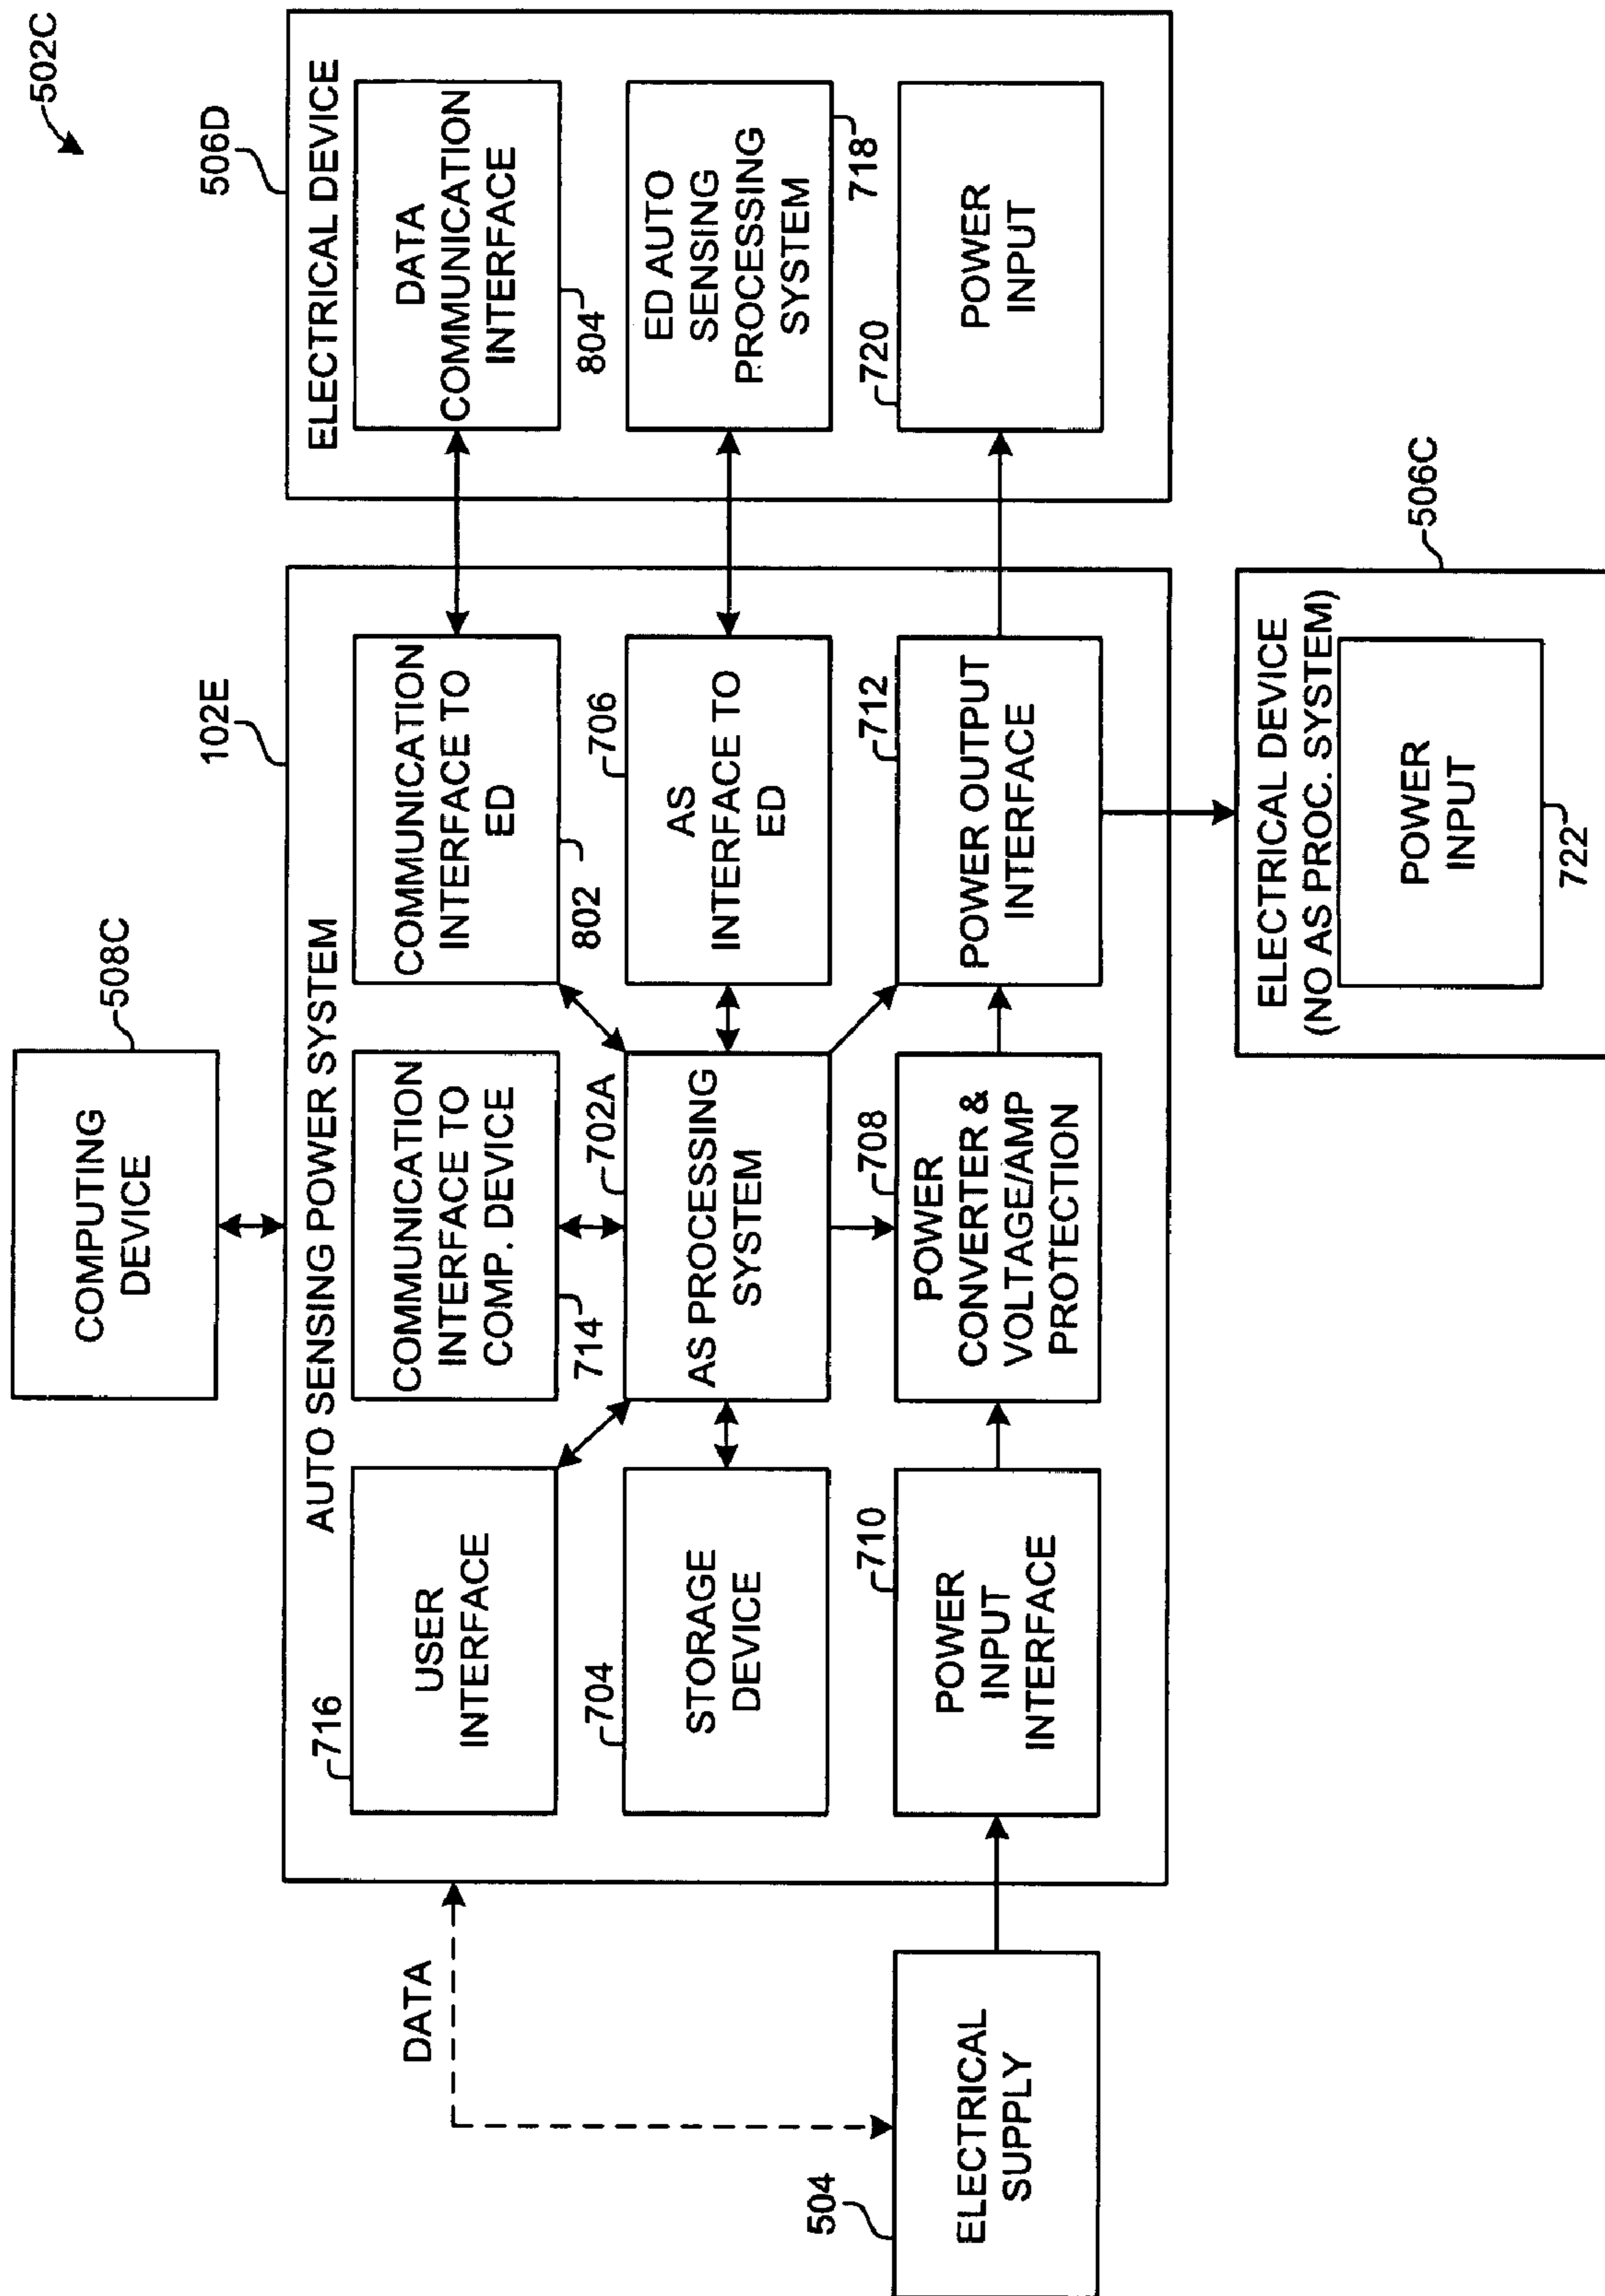 502C
COMPUTING
DEVICE
508C
AUTO SENSING POWER SYSTEM
102E
716
USER
INTERFACE
COMMUNICATION
INTERFACE TO
COMP. DEVICE
714
COMMUNICATION
INTERFACE TO
ED
802
704
STORAGE
DEVICE
AS PROCESSING
SYSTEM
702A
AS
INTERFACE TO
ED
706
710
POWER
INPUT
INTERFACE
708
POWER
CONVERTER &
VOLTAGE/AMP
PROTECTION
712
POWER OUTPUT
INTERFACE
506D
ELECTRICAL DEVICE
DATA
COMMUNICATION
INTERFACE
804
ED AUTO
SENSING
PROCESSING
SYSTEM
718
720
POWER
INPUT
DATA
504
ELECTRICAL
SUPPLY
506C
ELECTRICAL DEVICE
(NO AS PROC. SYSTEM)
POWER
INPUT
722